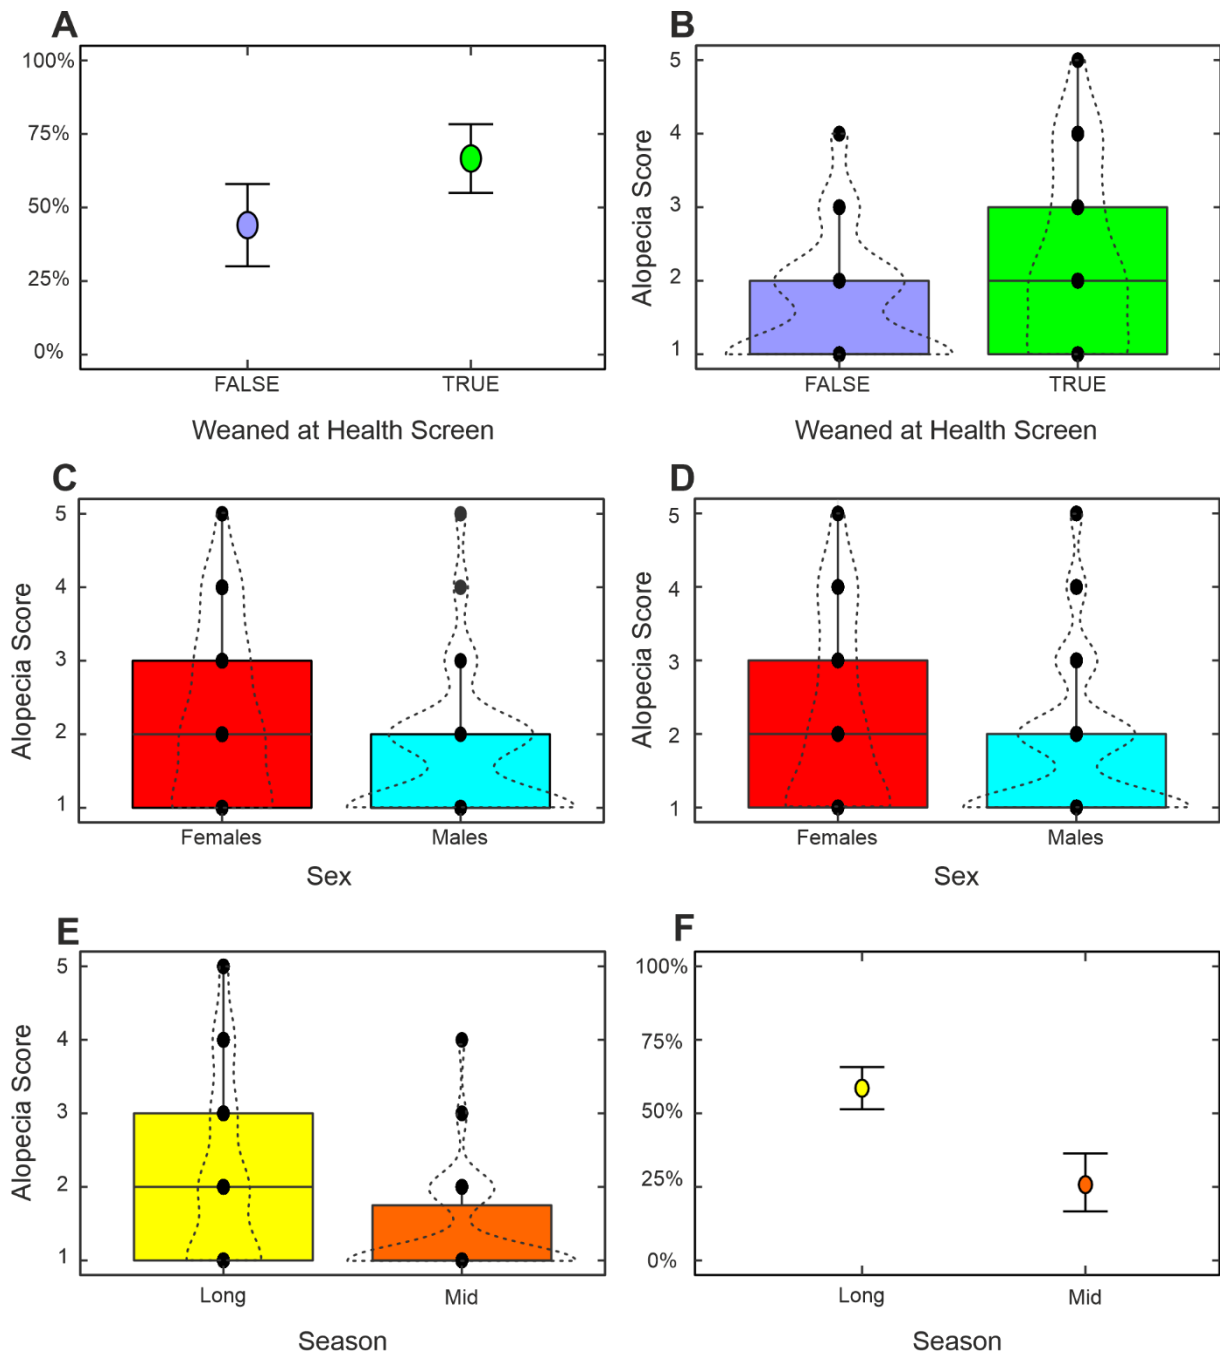 A
100%
75%
50%
25%
0%
FALSE TRUE
Weaned at Health Screen
B
Alopecia Score
5
4
3
2
1
FALSE TRUE
Weaned at Health Screen
C
Alopecia Score
5
4
3
2
1
Females Males
Sex
D
Alopecia Score
5
4
3
2
1
Females Males
Sex
E
Alopecia Score
5
4
3
2
1
Long Mid
Season
F
100%
75%
50%
25%
0%
Long Mid
Season